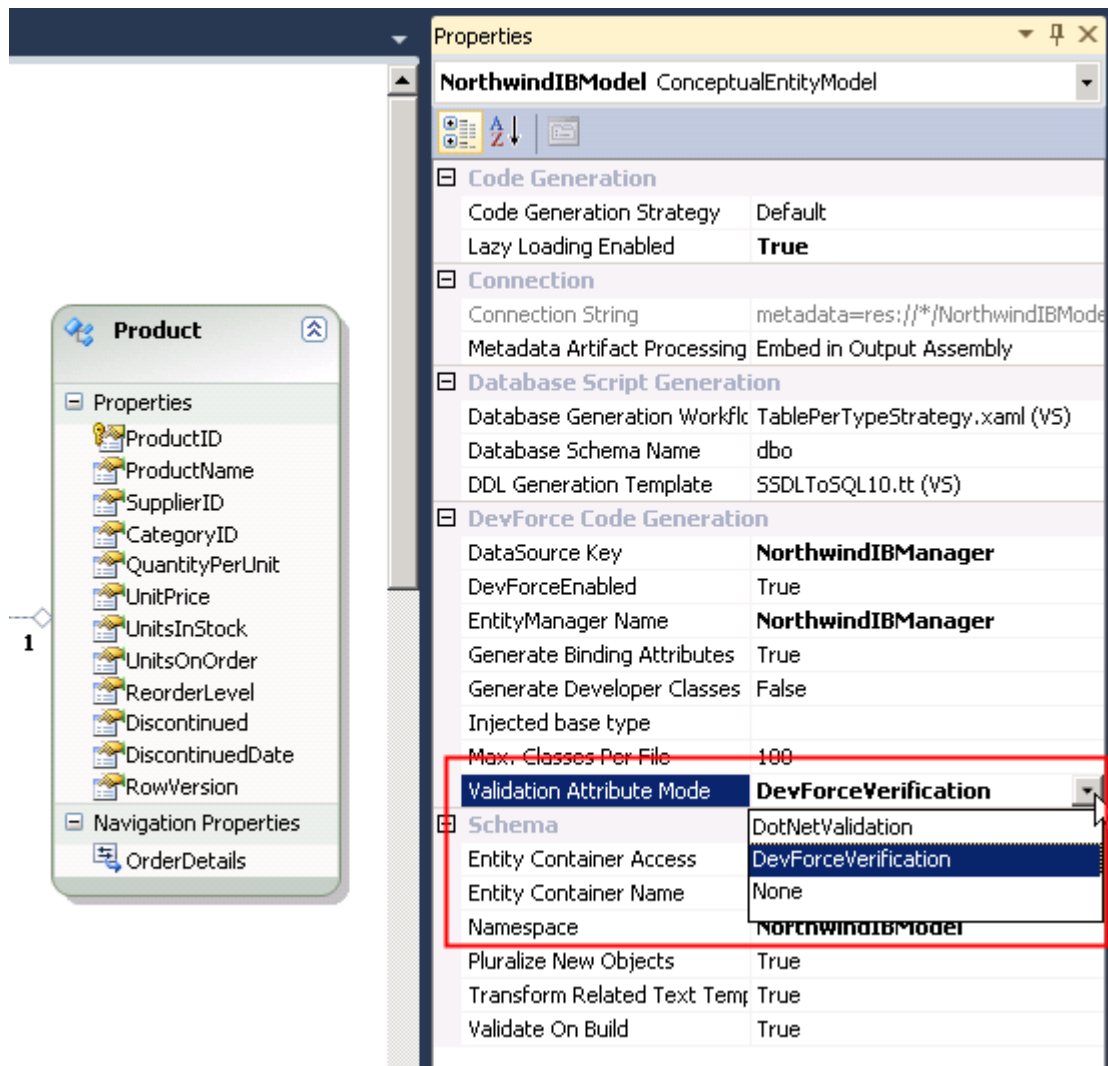 Product
Properties
ProductID
ProductName
SupplierID
CategoryID
QuantityPerUnit
UnitPrice
UnitsInStock
UnitsOnOrder
ReorderLevel
Discontinued
DiscontinuedDate
RowVersion
Navigation Properties
OrderDetails
1
Properties
NorthwindIBModel ConceptualEntityModel
Code Generation
Code Generation Strategy Default
Lazy Loading Enabled True
Connection
Connection String metadata=res://*/NorthwindIBMode
Metadata Artifact Processing Embed in Output Assembly
Database Script Generation
Database Generation Workflc TablePerTypeStrategy.xaml (VS)
Database Schema Name dbo
DDL Generation Template SSDLToSQL10.tt (VS)
DevForce Code Generation
DataSource Key NorthwindIBManager
DevForceEnabled True
EntityManager Name NorthwindIBManager
Generate Binding Attributes True
Generate Developer Classes False
Injected base type
Max. Classes Per File 100
Validation Attribute Mode DevForceVerification
Schema DotNetValidation
Entity Container Access DevForceVerification
Entity Container Name None
Namespace NorthwindIBModel
Pluralize New Objects True
Transform Related Text Temp True
Validate On Build True